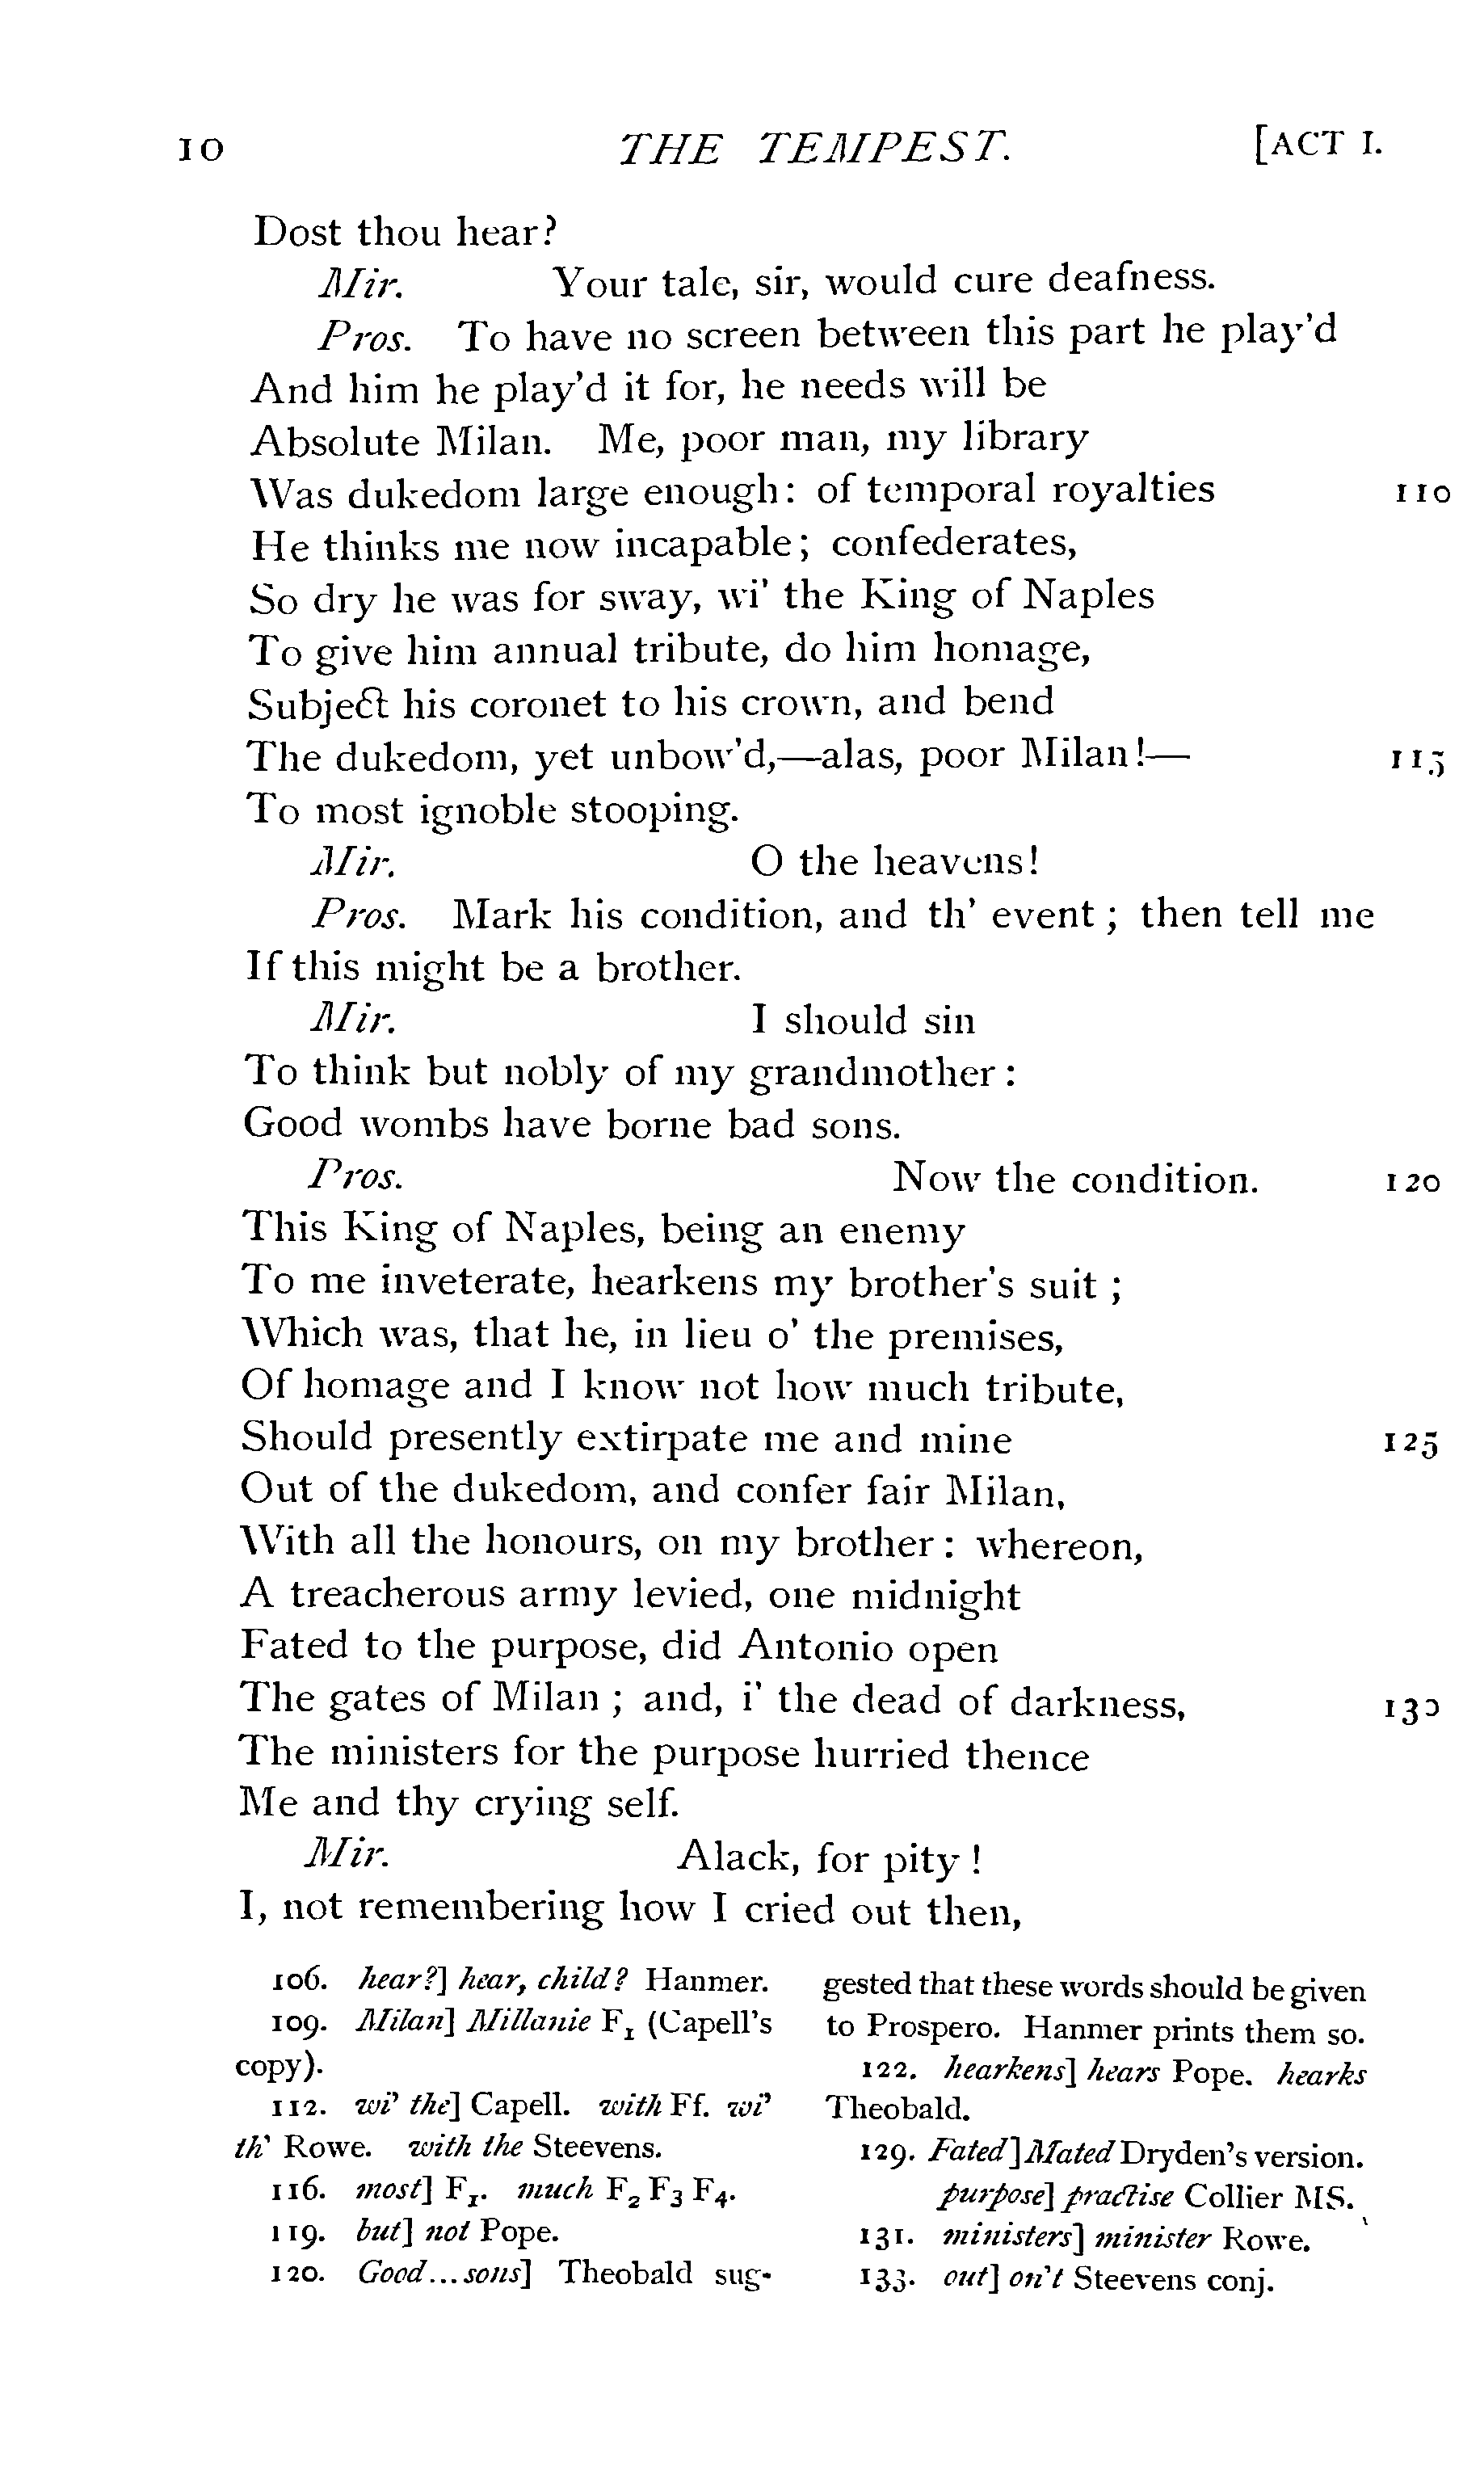 10 THE TEMPEST. [ACT I.
Dost thou hear?
Mir. Your tale, sir, would cure deafness.
Pros. To have no screen between this part he play'd
And him he play'd it for, he needs will be
Absolute Milan. Me, poor man, my library
Was dukedom large enough: of temporal royalties 110
He thinks me now incapable; confederates,
So dry he was for sway, wi' the King of Naples
To give him annual tribute, do him homage,
Subject his coronet to his crown, and bend
The dukedom, yet unbow'd,—alas, poor Milan!— 115
To most ignoble stooping.
Mir. O the heavens!
Pros. Mark his condition, and th' event; then tell me
If this might be a brother.
Mir. I should sin
To think but nobly of my grandmother:
Good wombs have borne bad sons.
Pros. Now the condition. 120
This King of Naples, being an enemy
To me inveterate, hearkens my brother's suit;
Which was, that he, in lieu o' the premises,
Of homage and I know not how much tribute,
Should presently extirpate me and mine 125
Out of the dukedom, and confer fair Milan,
With all the honours, on my brother: whereon,
A treacherous army levied, one midnight
Fated to the purpose, did Antonio open
The gates of Milan; and, i' the dead of darkness, 130
The ministers for the purpose hurried thence
Me and thy crying self.
Mir. Alack, for pity!
I, not remembering how I cried out then,
106. hear?] hear, child? Hanmer.
109. Milan] Millanie F1 (Capell's
copy).
112. wi' the] Capell. with Ff. wi'
th' Rowe. with the Steevens.
116. most] F1. much F2 F3 F4.
119. but] not Pope.
120. Good...sons] Theobald sug-
gested that these words should be given
to Prospero. Hanmer prints them so.
122. hearkens] hears Pope. hearks
Theobald.
129. Fated] Mated Dryden's version.
purpose] practise Collier MS.
131. ministers] minister Rowe.
133. out] on't Steevens conj.